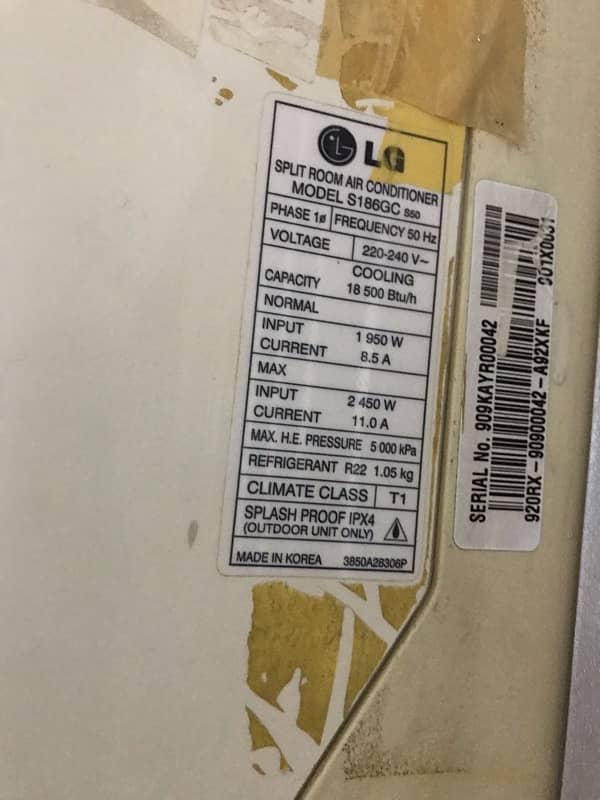 LG
SPLIT ROOM AIR CONDITIONER
MODEL S186GC S50
PHASE 1ø FREQUENCY 50 Hz
VOLTAGE 220-240 V~
CAPACITY COOLING 18 500 Btu/h
NORMAL
INPUT 1 950 W
CURRENT 8.5 A
MAX
INPUT 2 450 W
CURRENT 11.0 A
MAX. H.E. PRESSURE 5 000 kPa
REFRIGERANT R22 1.05 kg
CLIMATE CLASS T1
SPLASH PROOF IPX4
(OUTDOOR UNIT ONLY)
MADE IN KOREA 3850A28306P
SERIAL No. 909KAYR00042
920RX-90900042-A92XXF